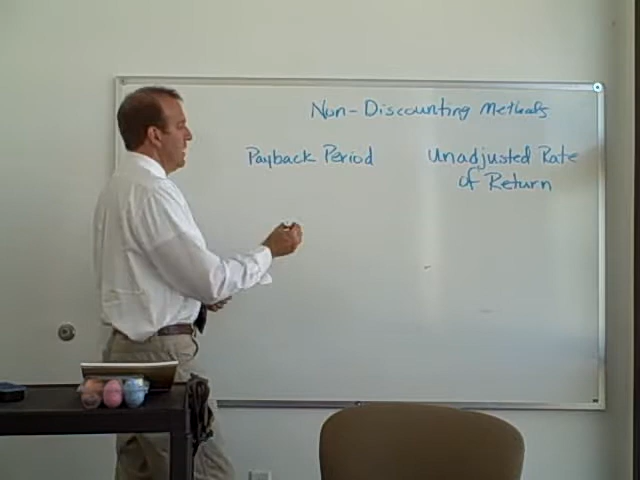 Non-Discounting Methods
Payback Period
Unadjusted Rate
of Return